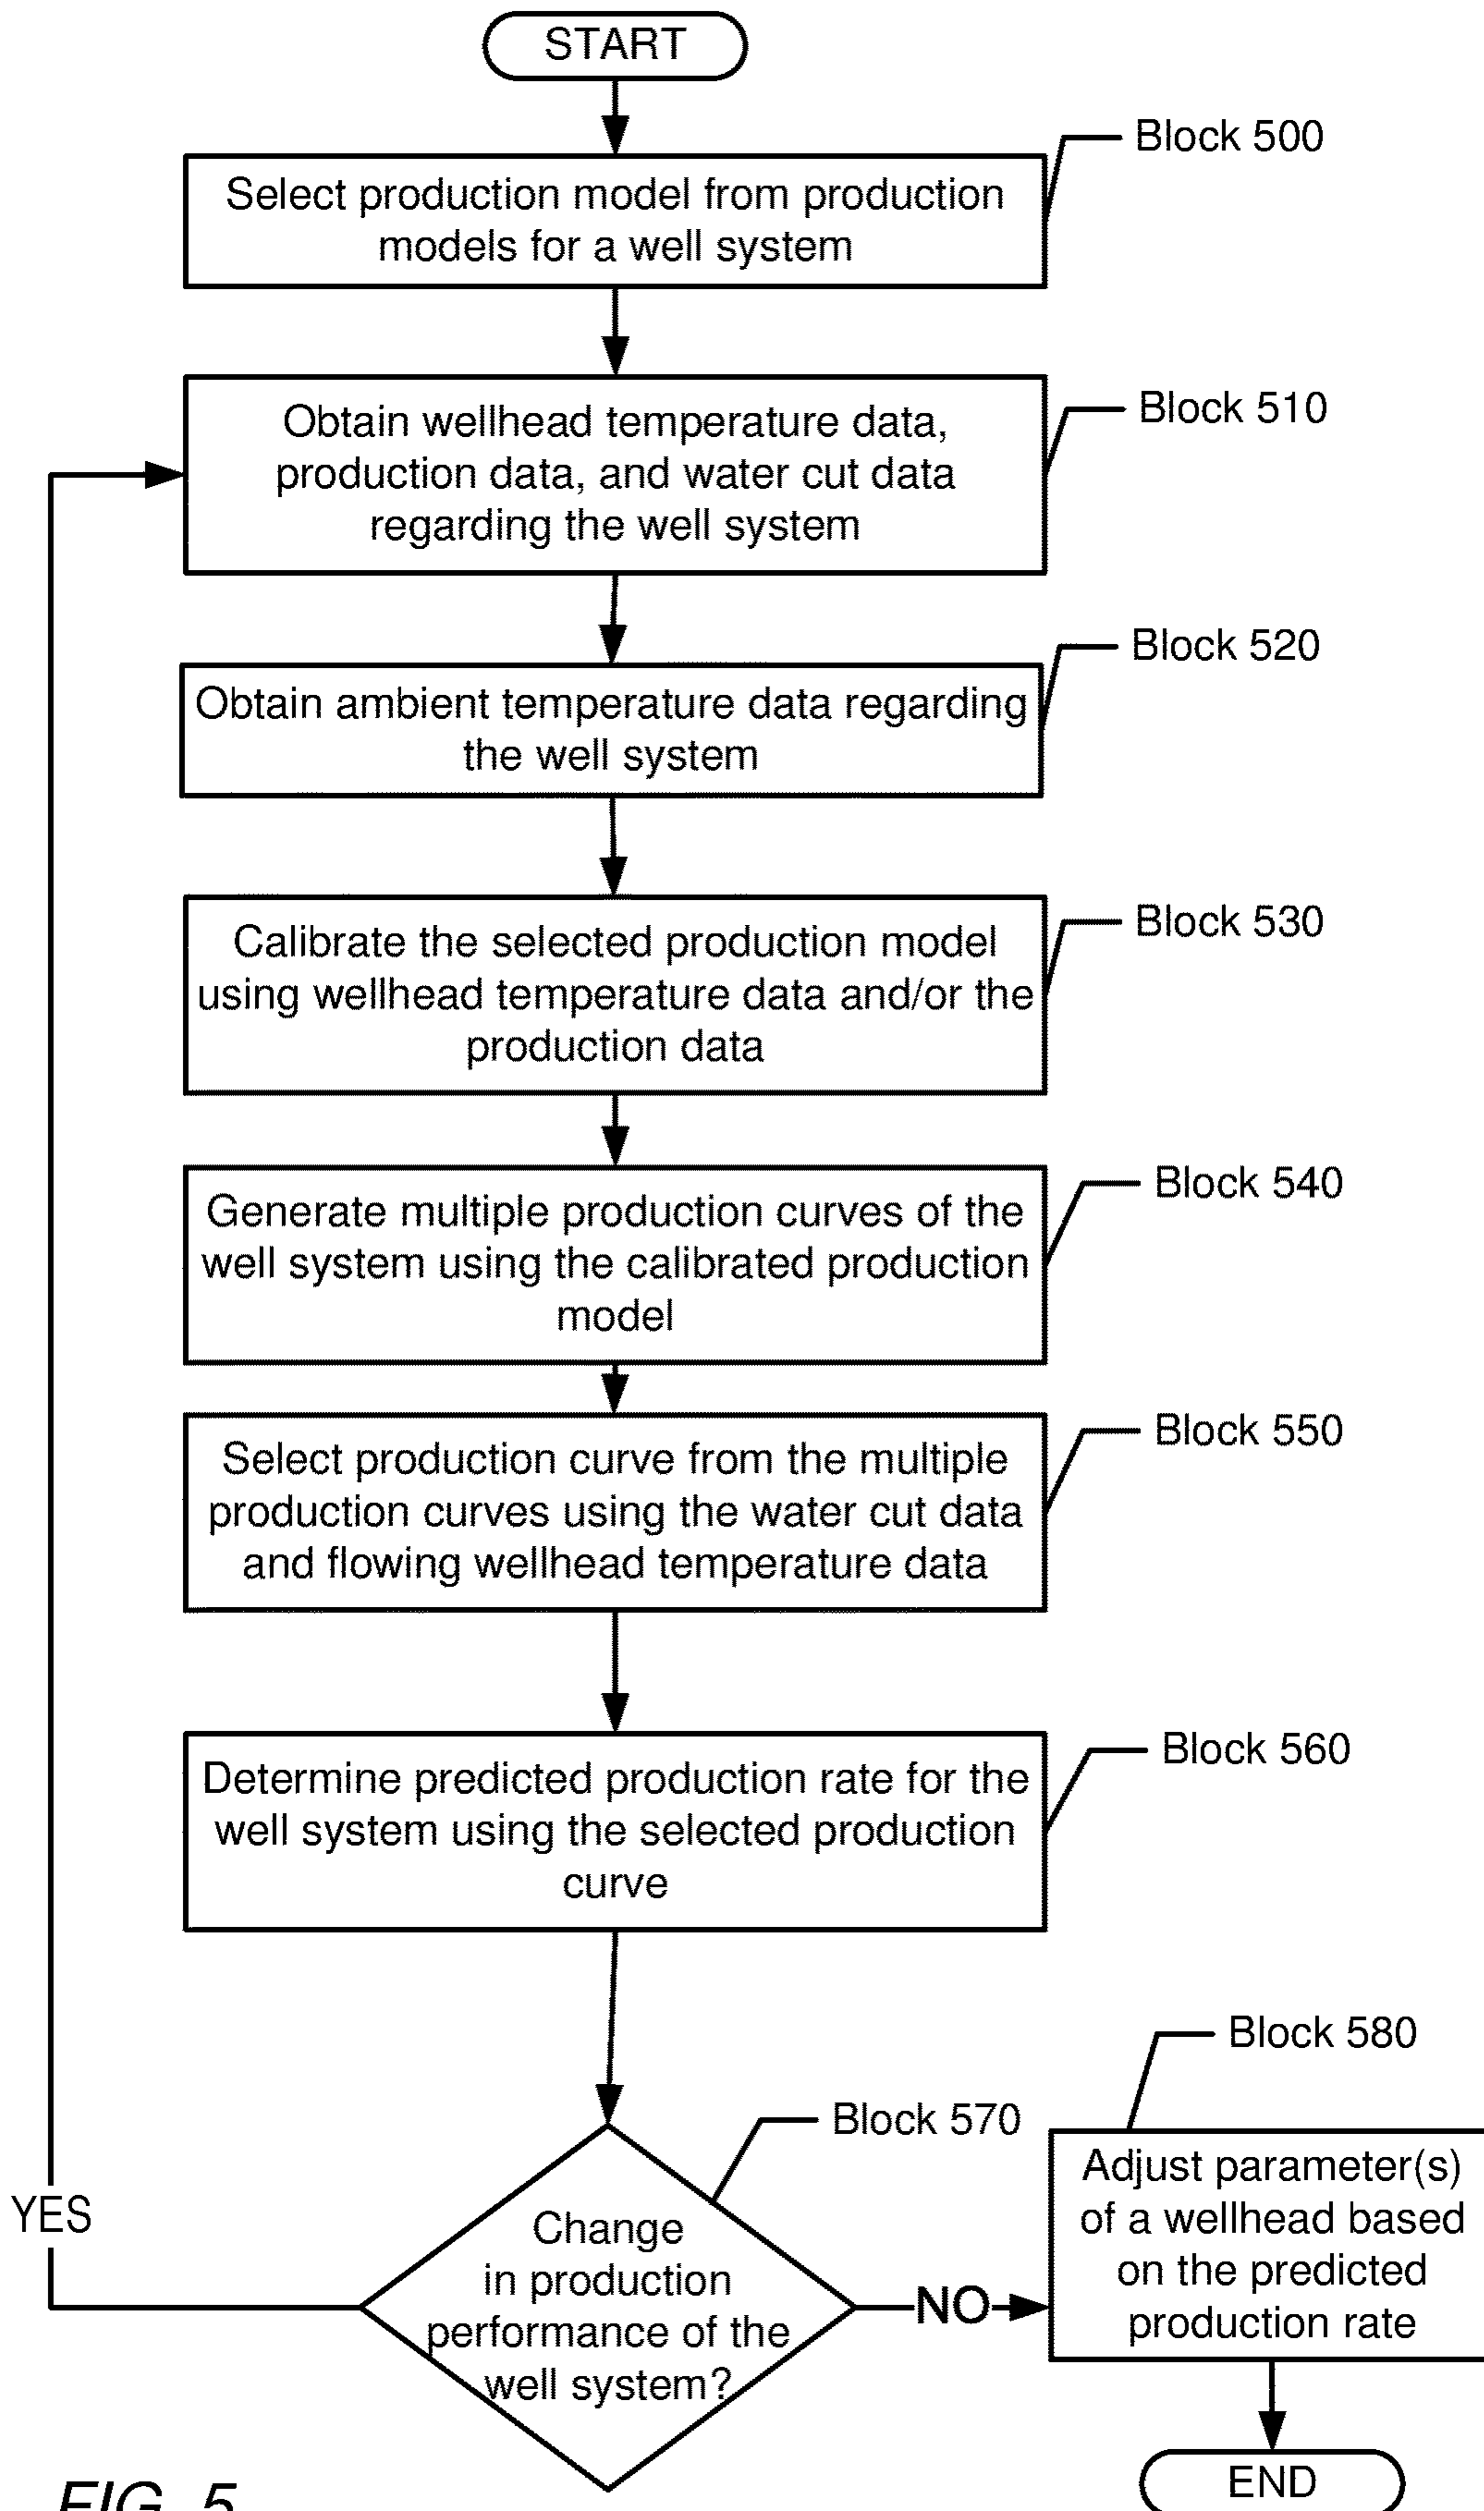 START
Block 500
Select production model from production
models for a well system
Block 510
Obtain wellhead temperature data,
production data, and water cut data
regarding the well system
Block 520
Obtain ambient temperature data regarding
the well system
Block 530
Calibrate the selected production model
using wellhead temperature data and/or the
production data
Block 540
Generate multiple production curves of the
well system using the calibrated production
model
Block 550
Select production curve from the multiple
production curves using the water cut data
and flowing wellhead temperature data
Block 560
Determine predicted production rate for the
well system using the selected production
curve
Block 570
Change
in production
performance of the
well system?
YES
NO
Block 580
Adjust parameter(s)
of a wellhead based
on the predicted
production rate
END
FIG. 5